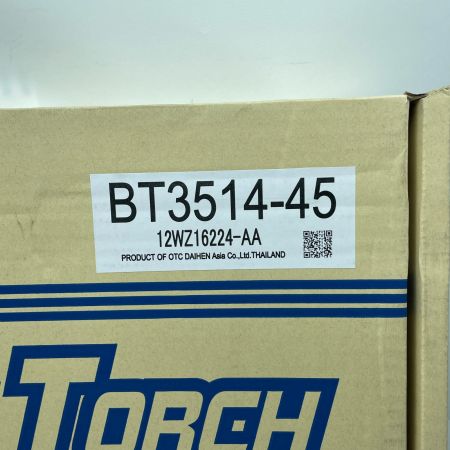 BT3514-45
12WZ16224-AA
PRODUCT OF OTC DAIHEN Asia Co.,Ltd.THAILAND
TORCH